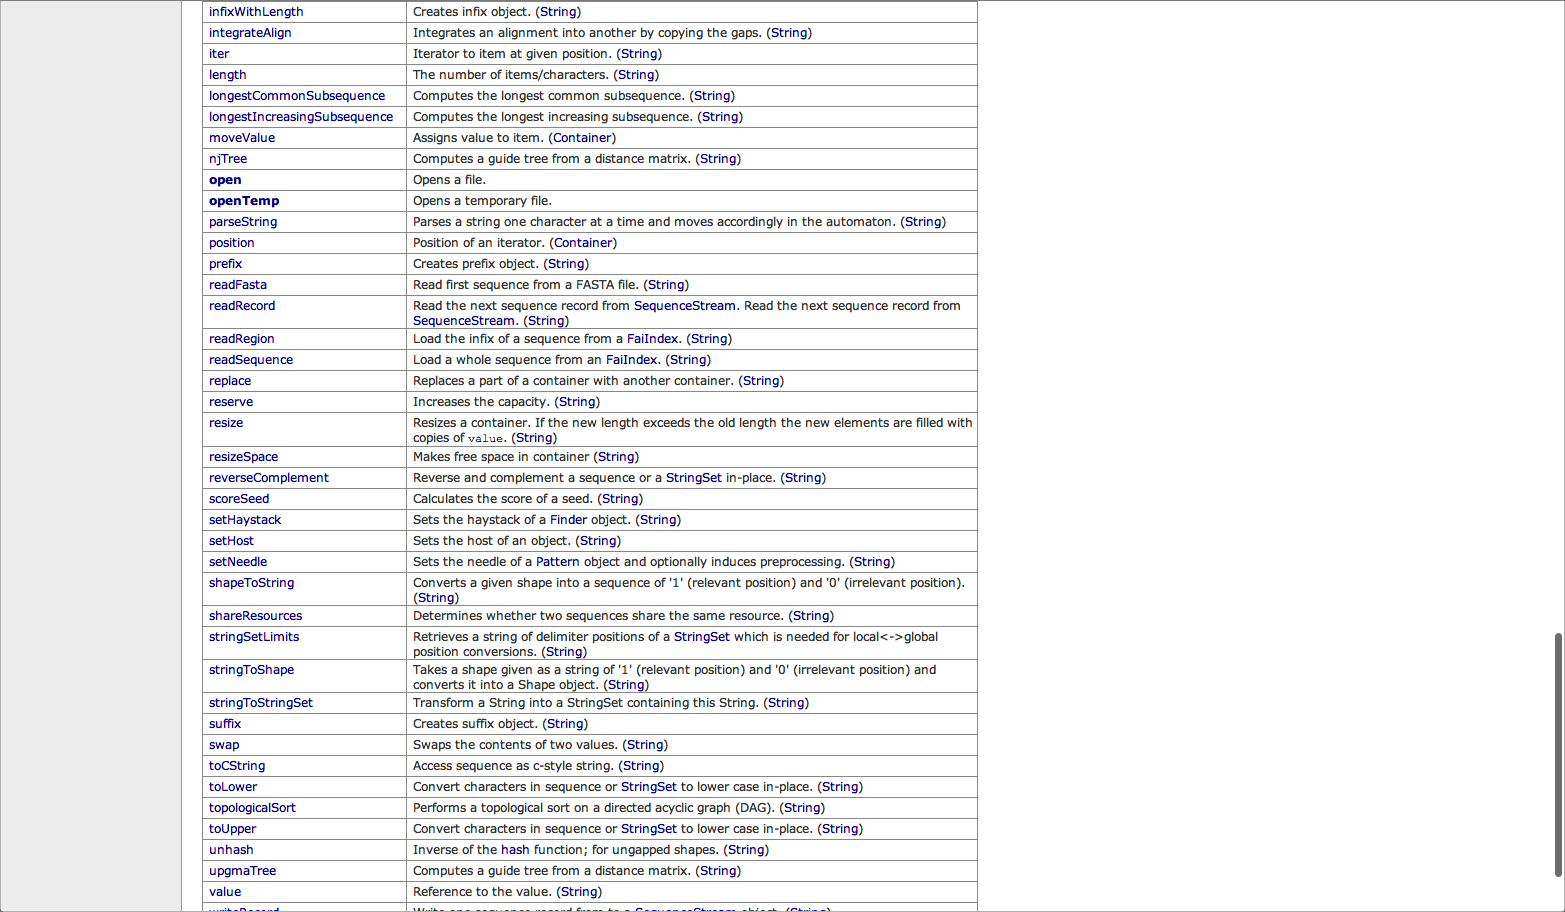 infixWithLength Creates infix object. (String)
integrateAlign Integrates an alignment into another by copying the gaps. (String)
iter Iterator to item at given position. (String)
length The number of items/characters. (String)
longestCommonSubsequence Computes the longest common subsequence. (String)
longestIncreasingSubsequence Computes the longest increasing subsequence. (String)
moveValue Assigns value to item. (Container)
njTree Computes a guide tree from a distance matrix. (String)
open Opens a file.
openTemp Opens a temporary file.
parseString Parses a string one character at a time and moves accordingly in the automaton. (String)
position Position of an iterator. (Container)
prefix Creates prefix object. (String)
readFasta Read first sequence from a FASTA file. (String)
readRecord Read the next sequence record from SequenceStream. Read the next sequence record from
SequenceStream. (String)
readRegion Load the infix of a sequence from a FaiIndex. (String)
readSequence Load a whole sequence from an FaiIndex. (String)
replace Replaces a part of a container with another container. (String)
reserve Increases the capacity. (String)
resize Resizes a container. If the new length exceeds the old length the new elements are filled with
copies of value. (String)
resizeSpace Makes free space in container (String)
reverseComplement Reverse and complement a sequence or a StringSet in-place. (String)
scoreSeed Calculates the score of a seed. (String)
setHaystack Sets the haystack of a Finder object. (String)
setHost Sets the host of an object. (String)
setNeedle Sets the needle of a Pattern object and optionally induces preprocessing. (String)
shapeToString Converts a given shape into a sequence of '1' (relevant position) and '0' (irrelevant position).
(String)
shareResources Determines whether two sequences share the same resource. (String)
stringSetLimits Retrieves a string of delimiter positions of a StringSet which is needed for local<->global
position conversions. (String)
stringToShape Takes a shape given as a string of '1' (relevant position) and '0' (irrelevant position) and
converts it into a Shape object. (String)
stringToStringSet Transform a String into a StringSet containing this String. (String)
suffix Creates suffix object. (String)
swap Swaps the contents of two values. (String)
toCString Access sequence as c-style string. (String)
toLower Convert characters in sequence or StringSet to lower case in-place. (String)
topologicalSort Performs a topological sort on a directed acyclic graph (DAG). (String)
toUpper Convert characters in sequence or StringSet to lower case in-place. (String)
unhash Inverse of the hash function; for ungapped shapes. (String)
upgmaTree Computes a guide tree from a distance matrix. (String)
value Reference to the value. (String)
writeRecord Write one sequence record from to a SequenceStream object. (String)